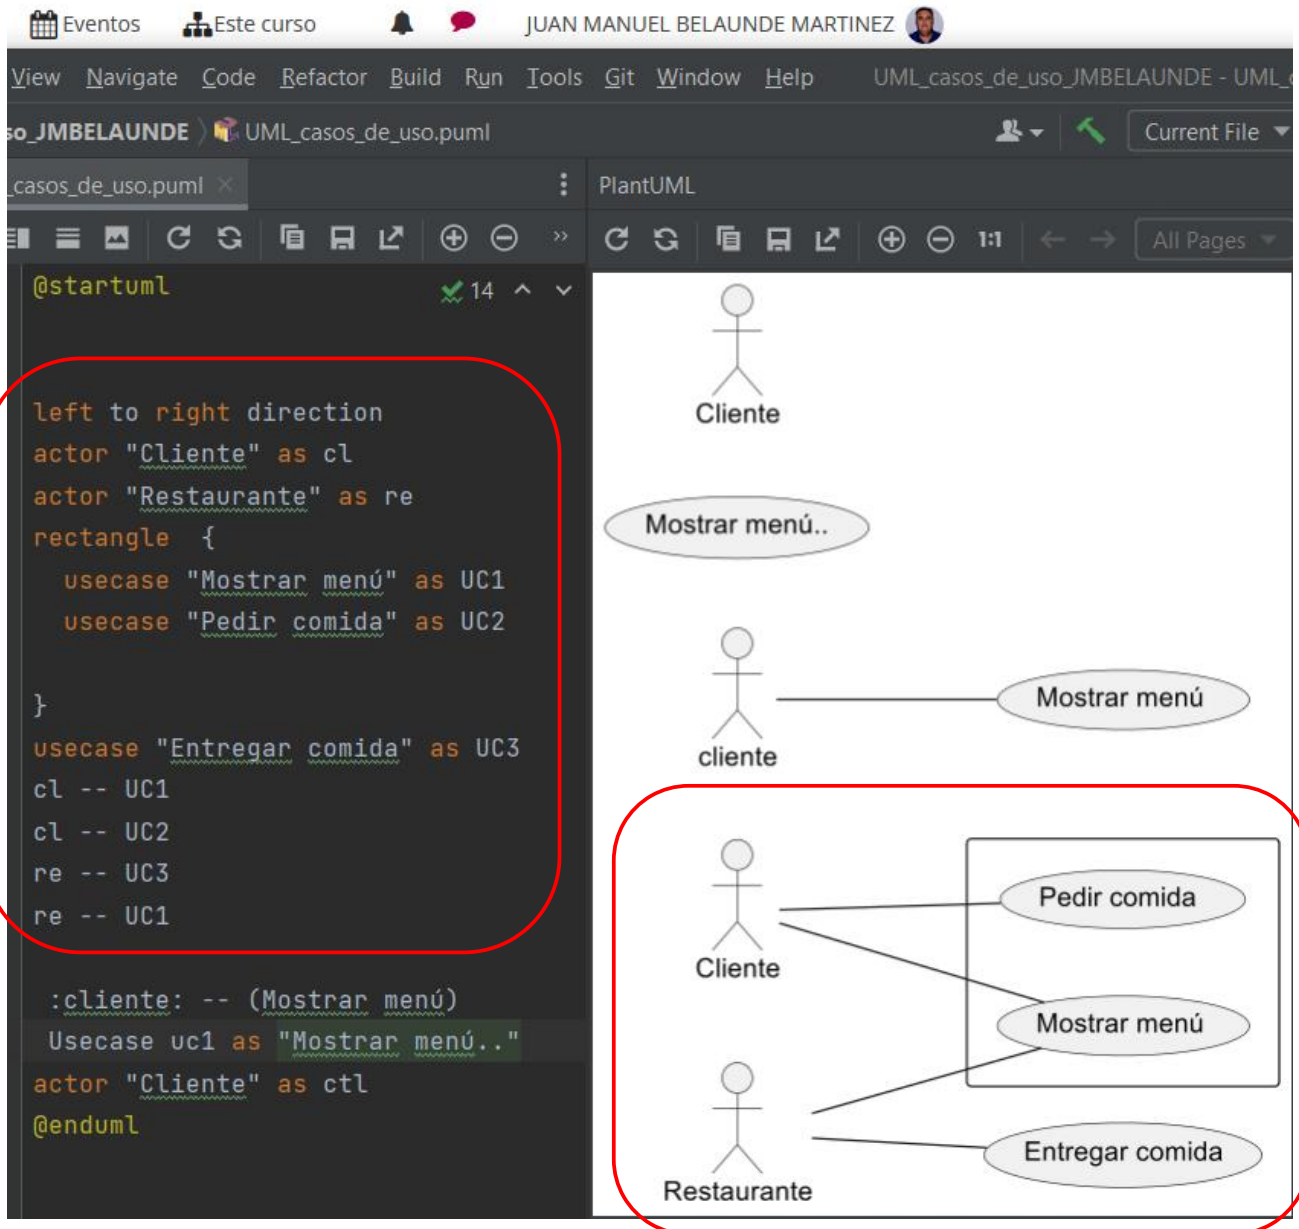 Eventos Este curso JUAN MANUEL BELAUNDE MARTINEZ
View Navigate Code Refactor Build Run Tools Git Window Help UML_casos_de_uso_JMBELAUNDE - UML_
so_JMBELAUNDE UML_casos_de_uso.puml Current File
_casos_de_uso.puml
PlantUML
1:1 All Pages
@startuml
14
left to right direction
actor "Cliente" as cl
actor "Restaurante" as re
rectangle {
usecase "Mostrar menú" as UC1
usecase "Pedir comida" as UC2
}
usecase "Entregar comida" as UC3
cl -- UC1
cl -- UC2
re -- UC3
re -- UC1
:cliente: -- (Mostrar menú)
Usecase uc1 as "Mostrar menú.."
actor "Cliente" as ctl
@enduml
Cliente
Mostrar menú..
Mostrar menú
cliente
Pedir comida
Cliente
Mostrar menú
Entregar comida
Restaurante